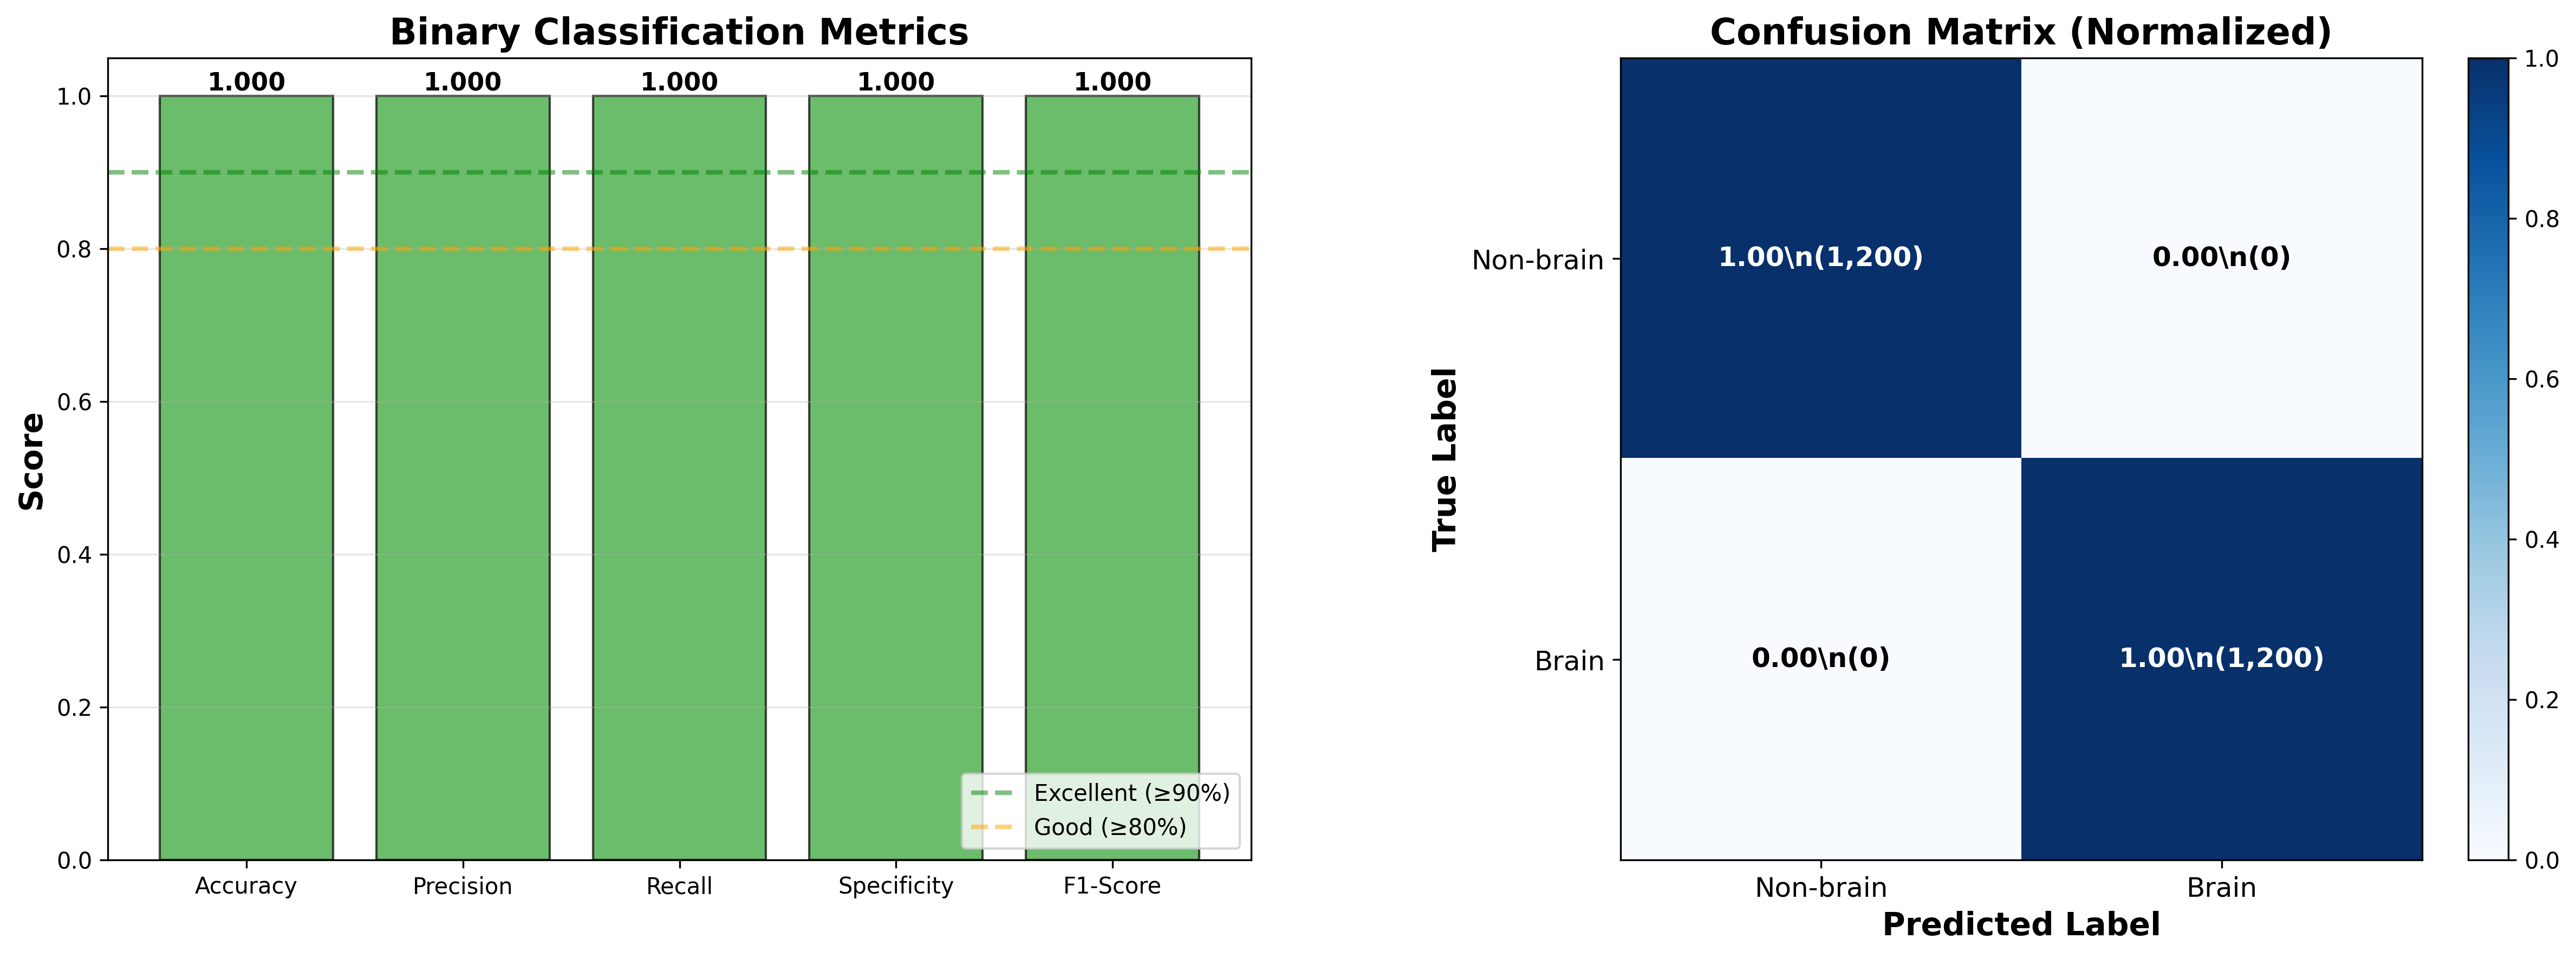 Binary Classification Metrics
1.000 1.000 1.000 1.000 1.000
1.0
0.8
0.6
0.4
0.2
0.0
Score
Excellent (≥90%)
Good (≥80%)
Accuracy Precision Recall Specificity F1-Score
Confusion Matrix (Normalized)
True Label
Non-brain
1.00\n(1,200) 0.00\n(0)
Brain
0.00\n(0) 1.00\n(1,200)
Non-brain Brain
Predicted Label
1.0
0.8
0.6
0.4
0.2
0.0